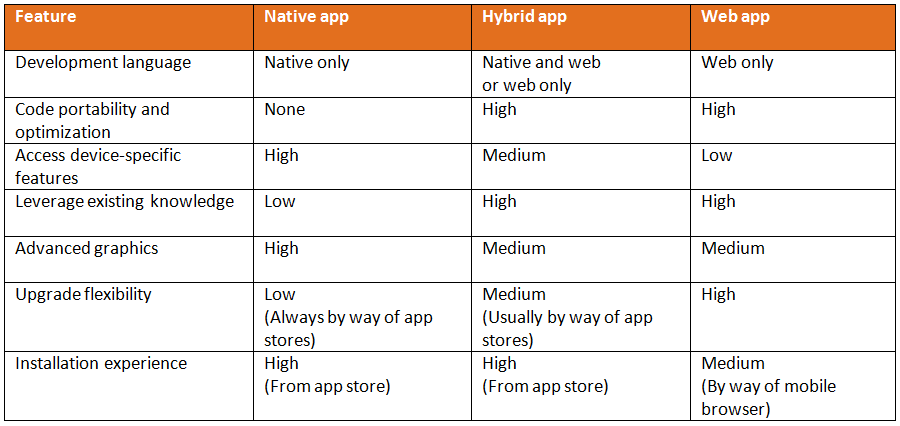 Feature Native app Hybrid app Web app
Development language Native only Native and web Web only
or web only
Code portability and None High High
optimization
Access device-specific High Medium Low
features
Leverage existing knowledge Low High High
Advanced graphics High Medium Medium
Upgrade flexibility Low Medium High
(Always by way of app (Usually by way of app
stores) stores)
Installation experience High High Medium
(From app store) (From app store) (By way of mobile
browser)